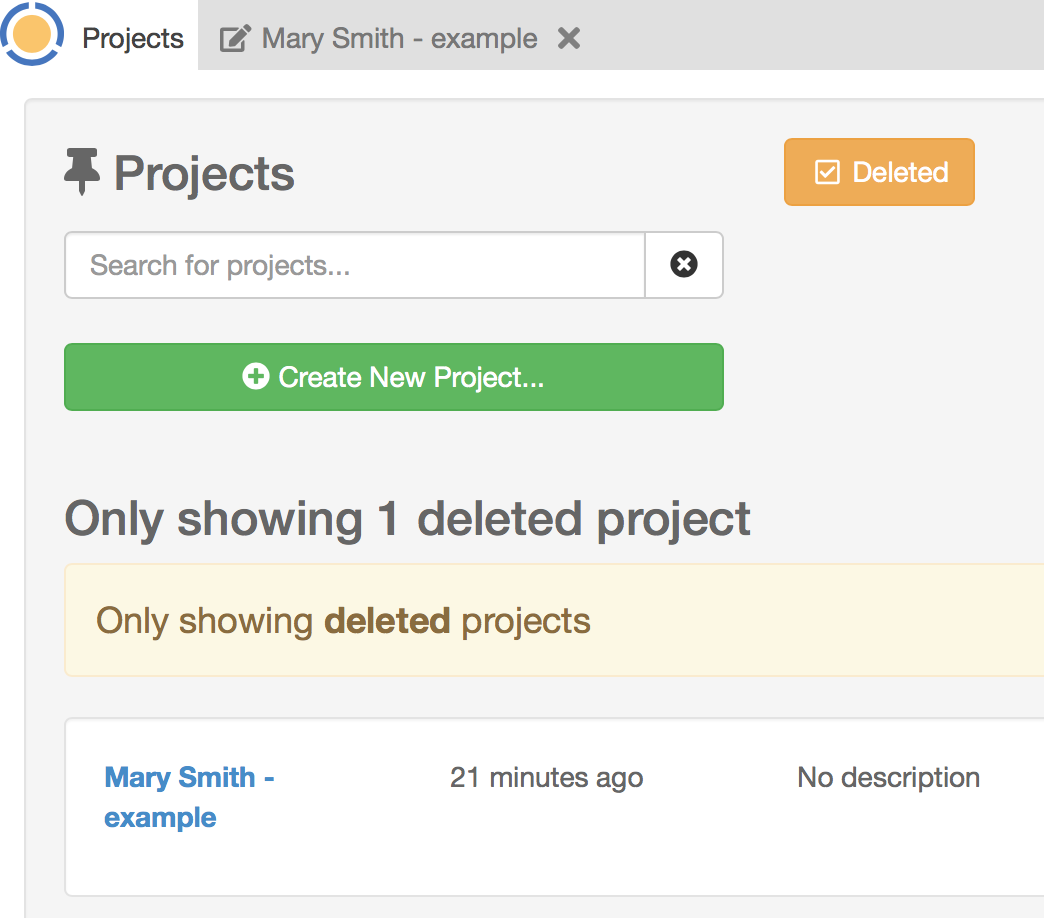 Projects Mary Smith - example
Projects
Deleted
Search for projects...
Create New Project...
Only showing 1 deleted project
Only showing deleted projects
Mary Smith - 21 minutes ago No description
example